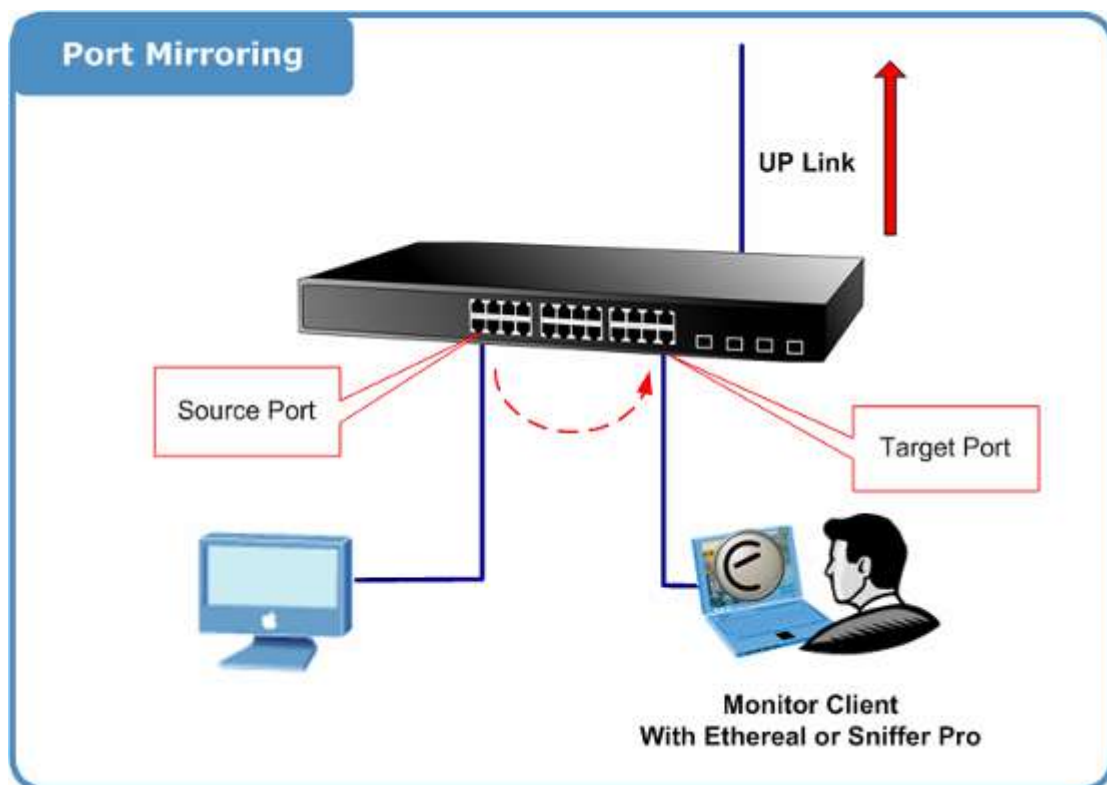 Port Mirroring
UP Link
Source Port
Target Port
Monitor Client
With Ethereal or Sniffer Pro